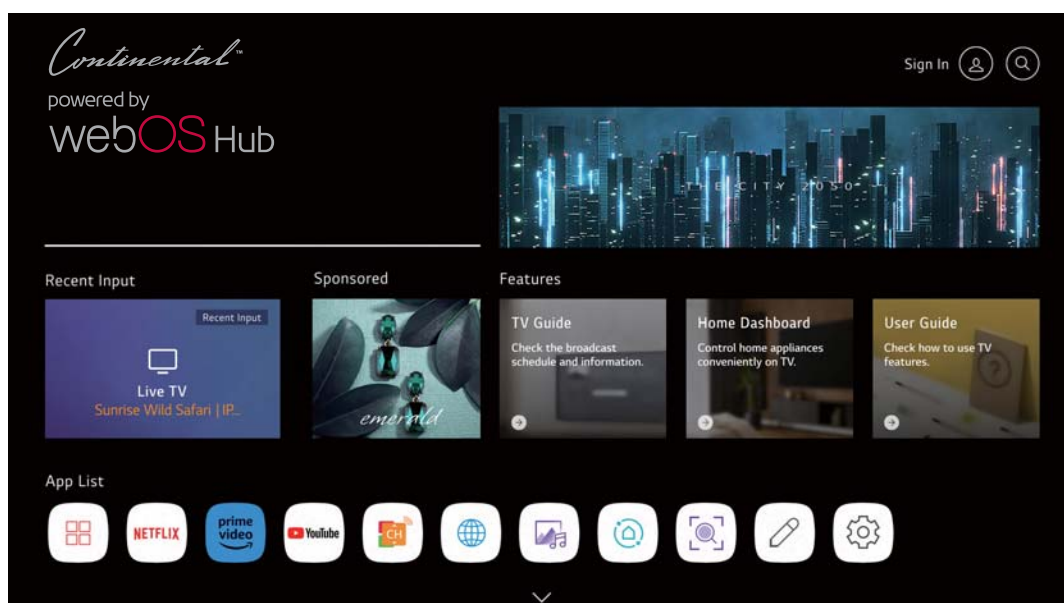 Continental™
Sign In
powered by
webOS Hub
THE CITY 2050
Recent Input
Sponsored
Features
Recent Input
Live TV
Sunrise Wild Safari | IP...
emerald
TV Guide
Check the broadcast
schedule and information.
Home Dashboard
Control home appliances
conveniently on TV.
User Guide
Check how to use TV
features.
App List
NETFLIX
prime
video
YouTube
CH